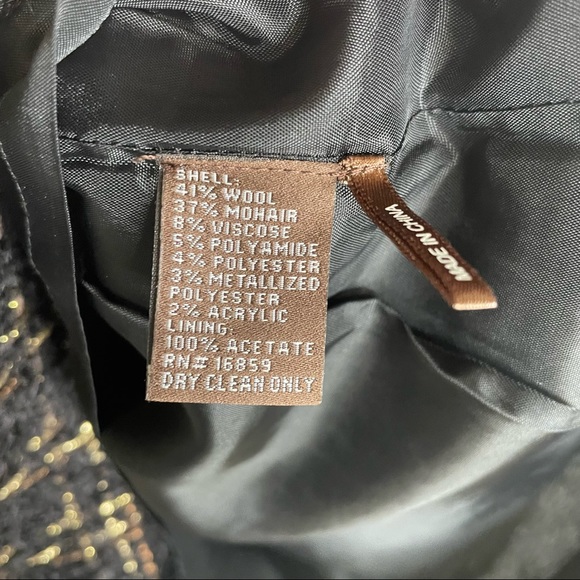 SHELL:
41% WOOL
37% MOHAIR
8% VISCOSE
5% POLYAMIDE
4% POLYESTER
3% METALLIZED
POLYESTER
2% ACRYLIC
LINING:
100% ACETATE
RN# 16859
DRY CLEAN ONLY
MADE IN CHINA